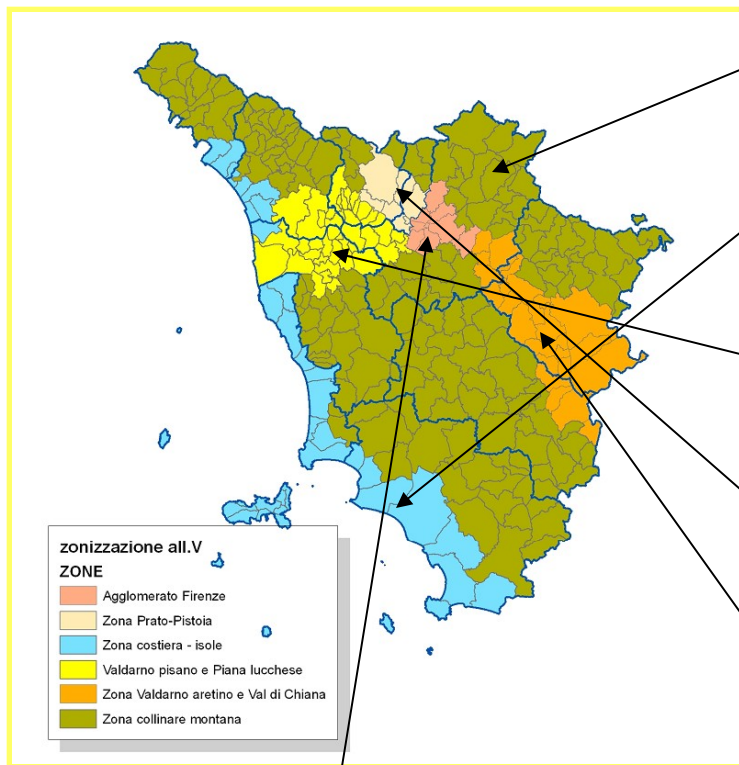 zonizzazione all.V
ZONE
Agglomerato Firenze
Zona Prato-Pistoia
Zona costiera - isole
Valdarno pisano e Piana lucchese
Zona Valdarno aretino e Val di Chiana
Zona collinare montana